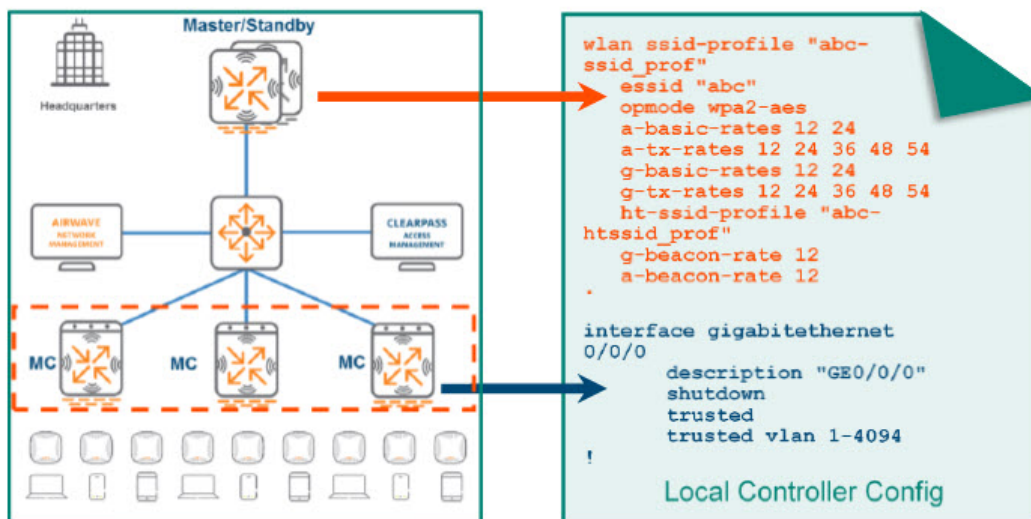 Master/Standby
Headquarters
AIRWAVE
NETWORK
MANAGEMENT
CLEARPASS
ACCESS
MANAGEMENT
MC
MC
MC
wlan ssid-profile "abc-
ssid_prof"
essid "abc"
opmode wpa2-aes
a-basic-rates 12 24
a-tx-rates 12 24 36 48 54
g-basic-rates 12 24
g-tx-rates 12 24 36 48 54
ht-ssid-profile "abc-
htssid_prof"
g-beacon-rate 12
a-beacon-rate 12
.
interface gigabitethernet
0/0/0
description "GE0/0/0"
shutdown
trusted
trusted vlan 1-4094
!
Local Controller Config